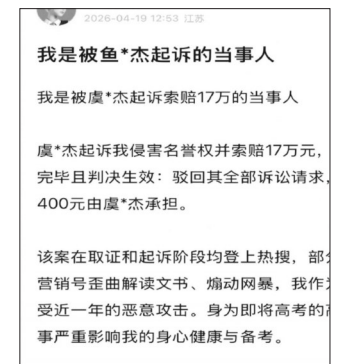 2026-04-19 12:53 江苏
我是被鱼*杰起诉的当事人
我是被虞*杰起诉索赔17万的当事人
虞*杰起诉我侵害名誉权并索赔17万元，
完毕且判决生效：驳回其全部诉讼请求，
400元由虞*杰承担。
该案在取证和起诉阶段均登上热搜，部分
营销号歪曲解读文书、煽动网暴，我作为
受近一年的恶意攻击。身为即将高考的高
事严重影响我的身心健康与备考。